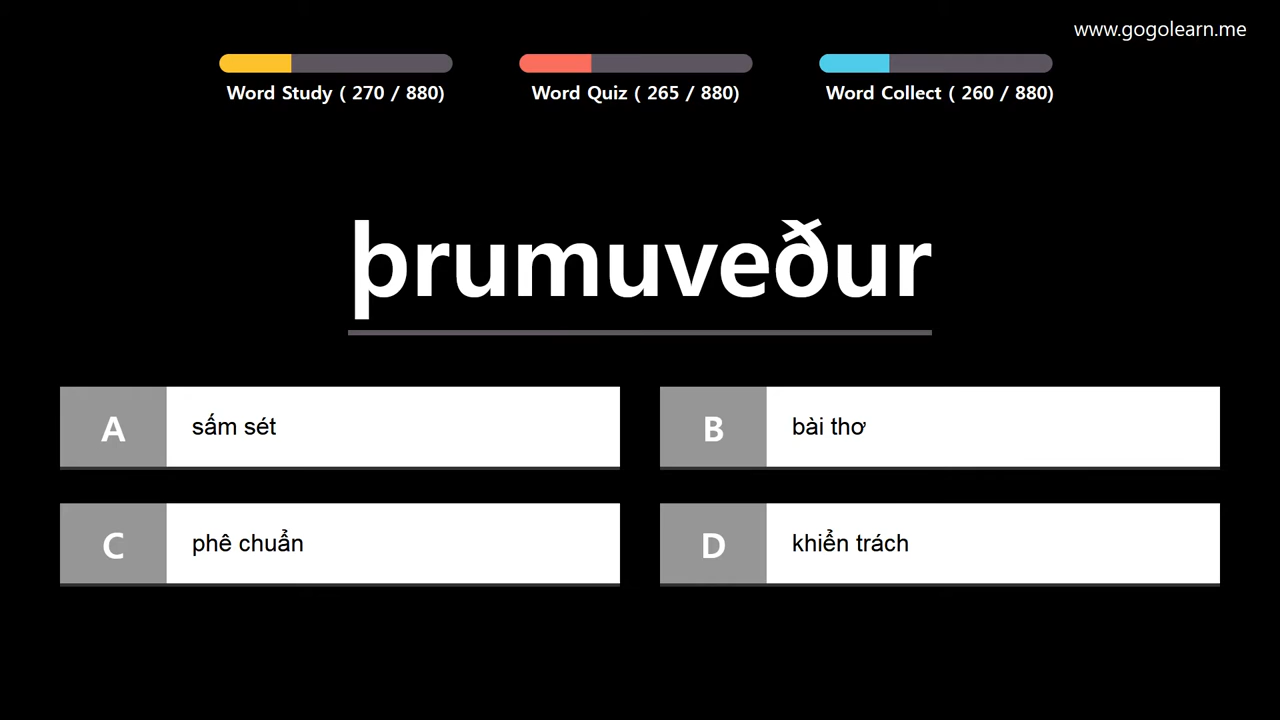 www.gogolearn.me
Word Study ( 270 / 880)
Word Quiz ( 265 / 880)
Word Collect ( 260 / 880)
þrumuveður
A
sấm sét
B
bài thơ
C
phê chuẩn
D
khiển trách